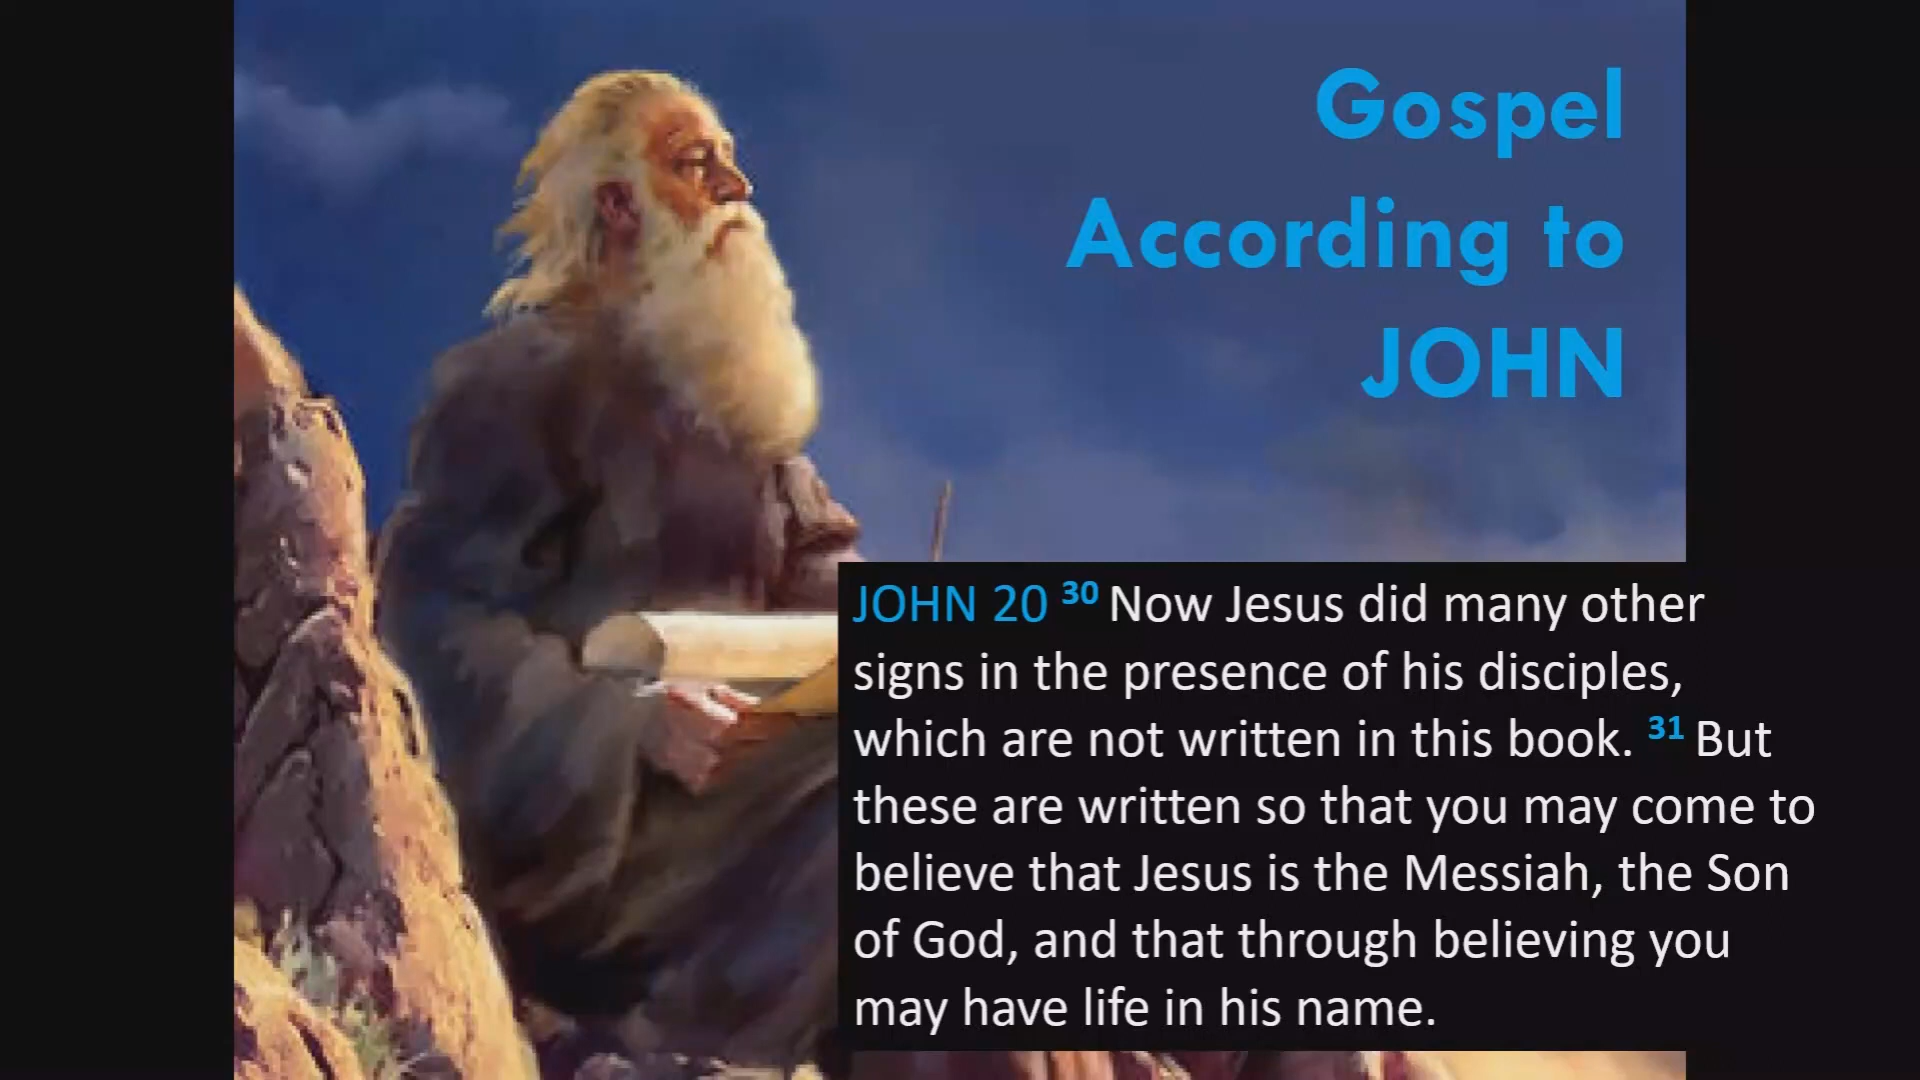 Gospel
According to
JOHN
JOHN 20 30 Now Jesus did many other
signs in the presence of his disciples,
which are not written in this book. 31 But
these are written so that you may come to
believe that Jesus is the Messiah, the Son
of God, and that through believing you
may have life in his name.